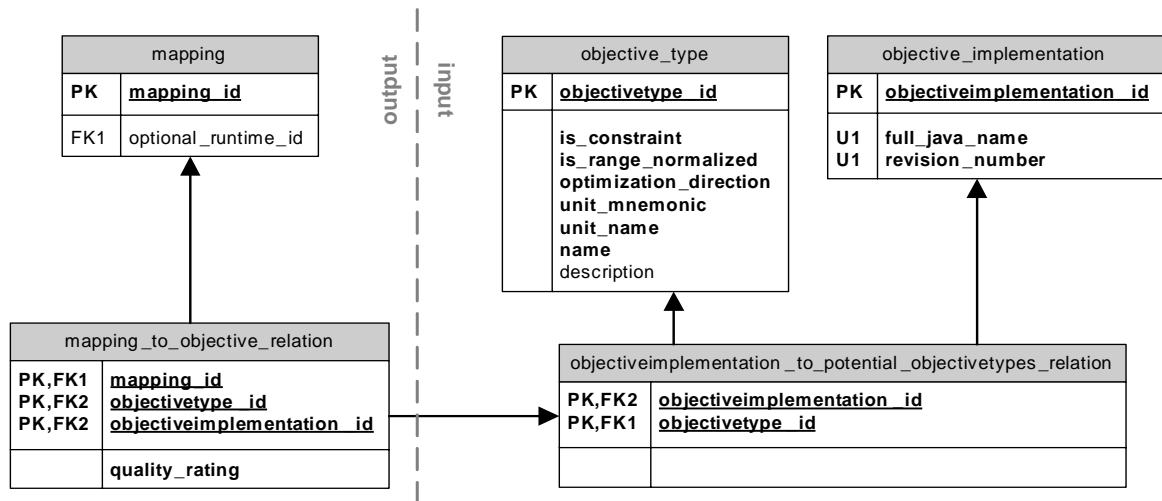 mapping
PK mapping_id
FK1 optional_runtime_id
output
input
objective_type
PK objectivetype_id
is_constraint
is_range_normalized
optimization_direction
unit_mnemonic
unit_name
name
description
objective_implementation
PK objectiveimplementation_id
U1 full_java_name
U1 revision_number
mapping_to_objective_relation
PK,FK1 mapping_id
PK,FK2 objectivetype_id
PK,FK2 objectiveimplementation_id
quality_rating
objectiveimplementation_to_potential_objectivetypes_relation
PK,FK2 objectiveimplementation_id
PK,FK1 objectivetype_id